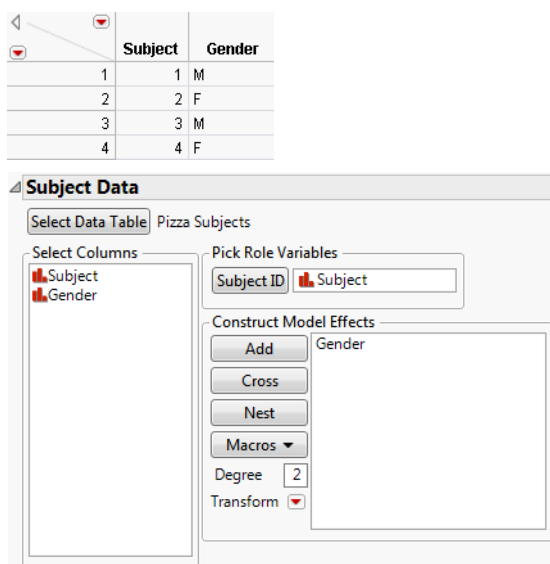 Subject Gender
1 1 M
2 2 F
3 3 M
4 4 F
Subject Data
Select Data Table Pizza Subjects
Select Columns
Subject
Gender
Pick Role Variables
Subject ID Subject
Construct Model Effects
Add
Cross
Nest
Macros
Degree 2
Transform
Gender